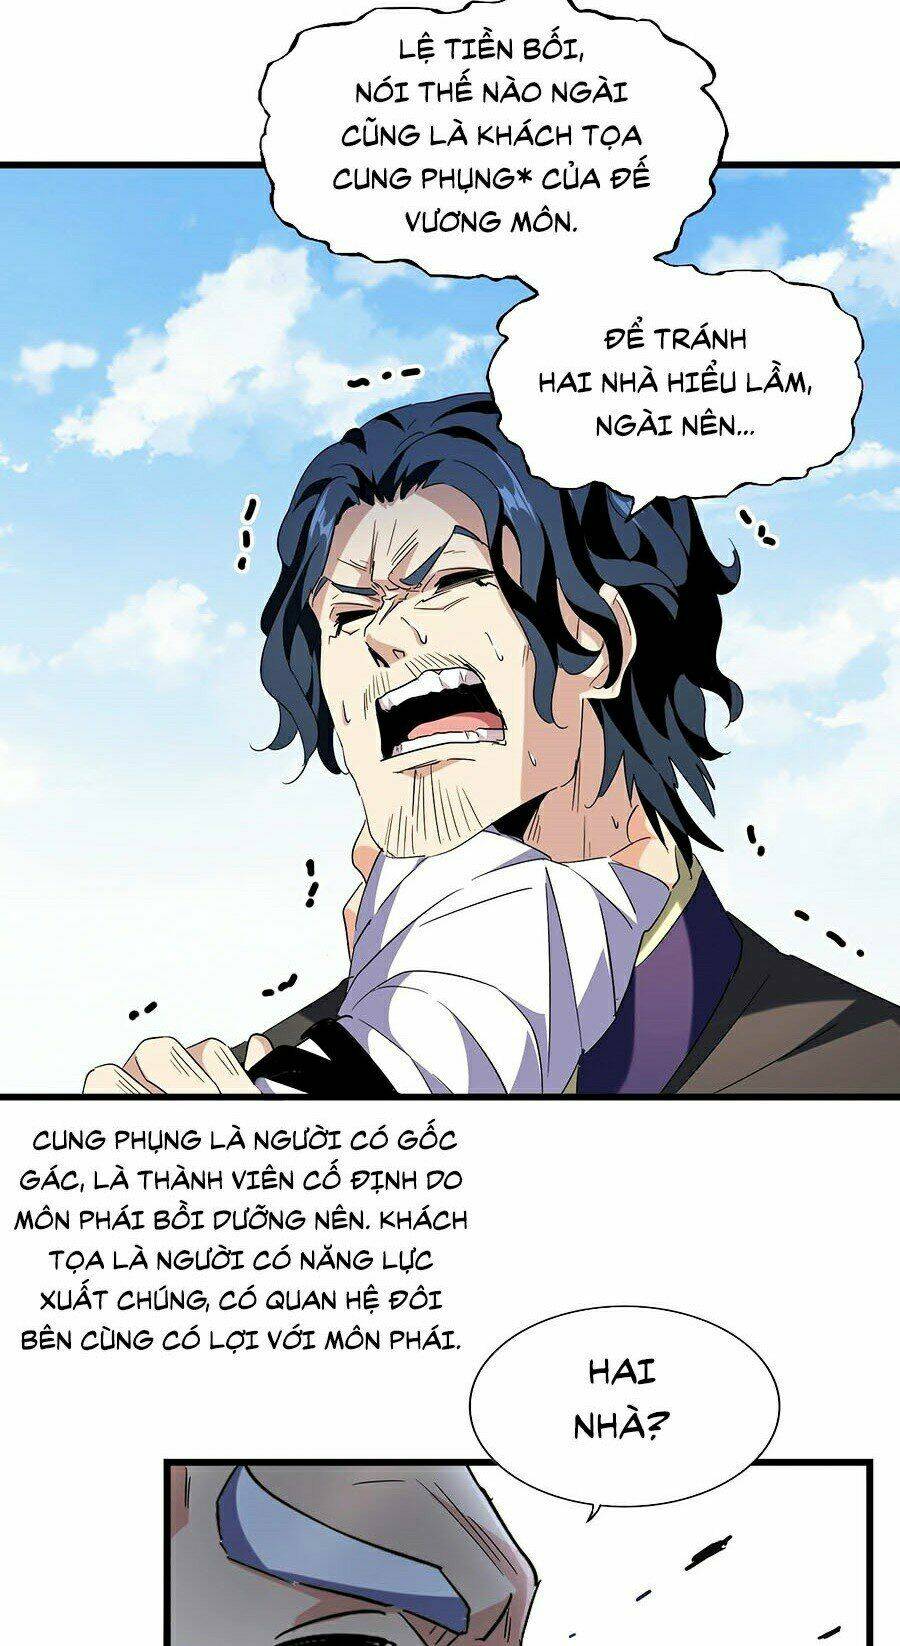 LỆ TIỀN BỐI,
NÓI THẾ NÀO NGÀI
CŨNG LÀ KHÁCH TỌA
CUNG PHỤNG* CỦA ĐẾ
VƯƠNG MÔN.
ĐỂ TRÁNH
HAI NHÀ HIỂU LẦM,
NGÀI NÊN...
CUNG PHỤNG LÀ NGƯỜI CÓ GỐC
GÁC, LÀ THÀNH VIÊN CỐ ĐỊNH DO
MÔN PHÁI BỒI DƯỠNG NÊN. KHÁCH
TỌA LÀ NGƯỜI CÓ NĂNG LỰC
XUẤT CHÚNG, CÓ QUAN HỆ ĐÔI
BÊN CÙNG CÓ LỢI VỚI MÔN PHÁI.
HAI
NHÀ?